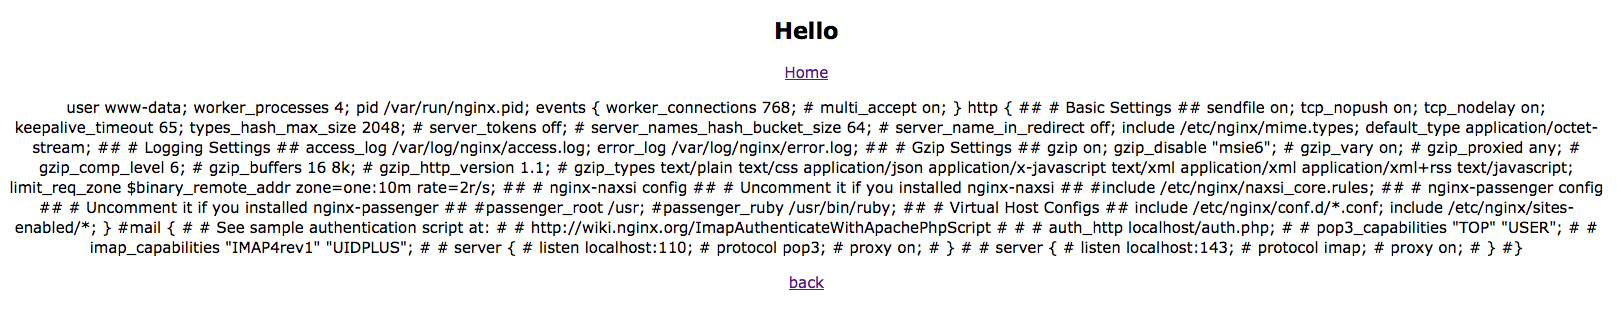 Hello
Home
user www-data; worker_processes 4; pid /var/run/nginx.pid; events { worker_connections 768; # multi_accept on; } http { ## # Basic Settings ## sendfile on; tcp_nopush on; tcp_nodelay on;
keepalive_timeout 65; types_hash_max_size 2048; # server_tokens off; # server_names_hash_bucket_size 64; # server_name_in_redirect off; include /etc/nginx/mime.types; default_type application/octet-
stream; ## # Logging Settings ## access_log /var/log/nginx/access.log; error_log /var/log/nginx/error.log; ## # Gzip Settings ## gzip on; gzip_disable "msie6"; # gzip_vary on; # gzip_proxied any; #
gzip_comp_level 6; # gzip_buffers 16 8k; # gzip_http_version 1.1; # gzip_types text/plain text/css application/json application/x-javascript text/xml application/xml application/xml+rss text/javascript;
limit_req_zone $binary_remote_addr zone=one:10m rate=2r/s; ## # nginx-naxsi config ## # Uncomment it if you installed nginx-naxsi ## #include /etc/nginx/naxsi_core.rules; ## # nginx-passenger config
## # Uncomment it if you installed nginx-passenger ## #passenger_root /usr; #passenger_ruby /usr/bin/ruby; ## # Virtual Host Configs ## include /etc/nginx/conf.d/*.conf; include /etc/nginx/sites-
enabled/*; } #mail { # # See sample authentication script at: # # http://wiki.nginx.org/ImapAuthenticateWithApachePhpScript # # # auth_http localhost/auth.php; # # pop3_capabilities "TOP" "USER"; # #
imap_capabilities "IMAP4rev1" "UIDPLUS"; # # server { # listen localhost:110; # protocol pop3; # proxy on; # } # # server { # listen localhost:143; # protocol imap; # proxy on; # } #}
back